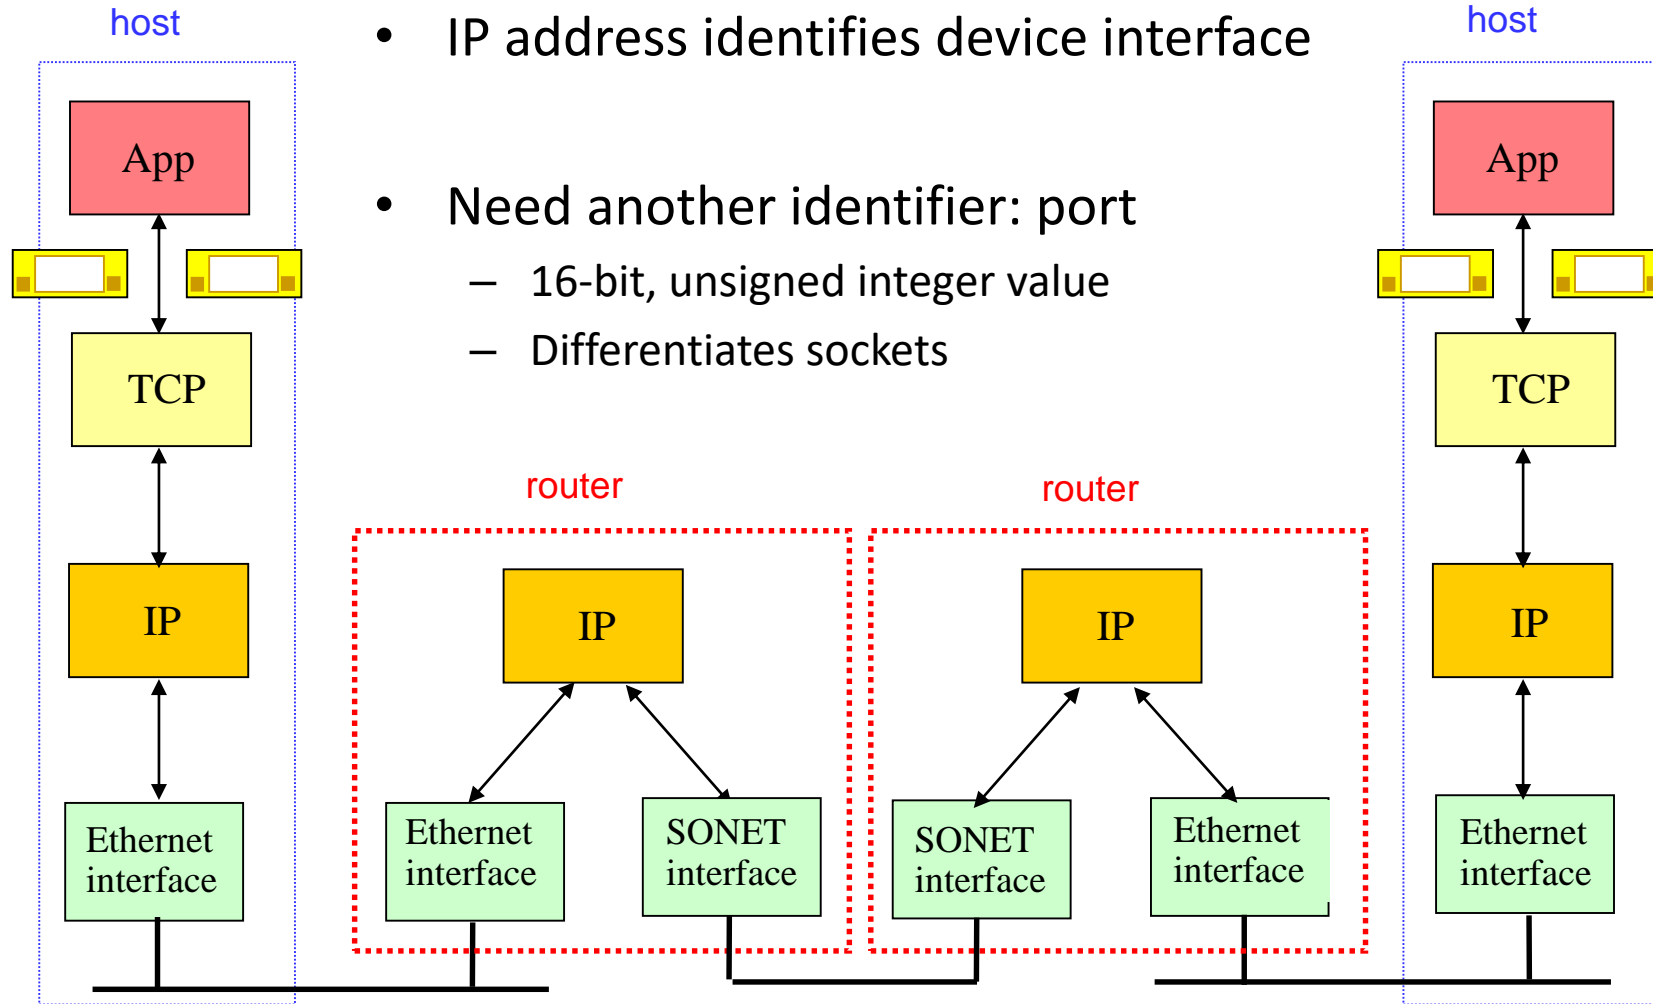 host
• IP address identifies device interface
host
App
App
• Need another identifier: port
– 16-bit, unsigned integer value
– Differentiates sockets
TCP
TCP
router
router
IP
IP
IP
IP
Ethernet
interface
Ethernet
interface
SONET
interface
SONET
interface
Ethernet
interface
Ethernet
interface